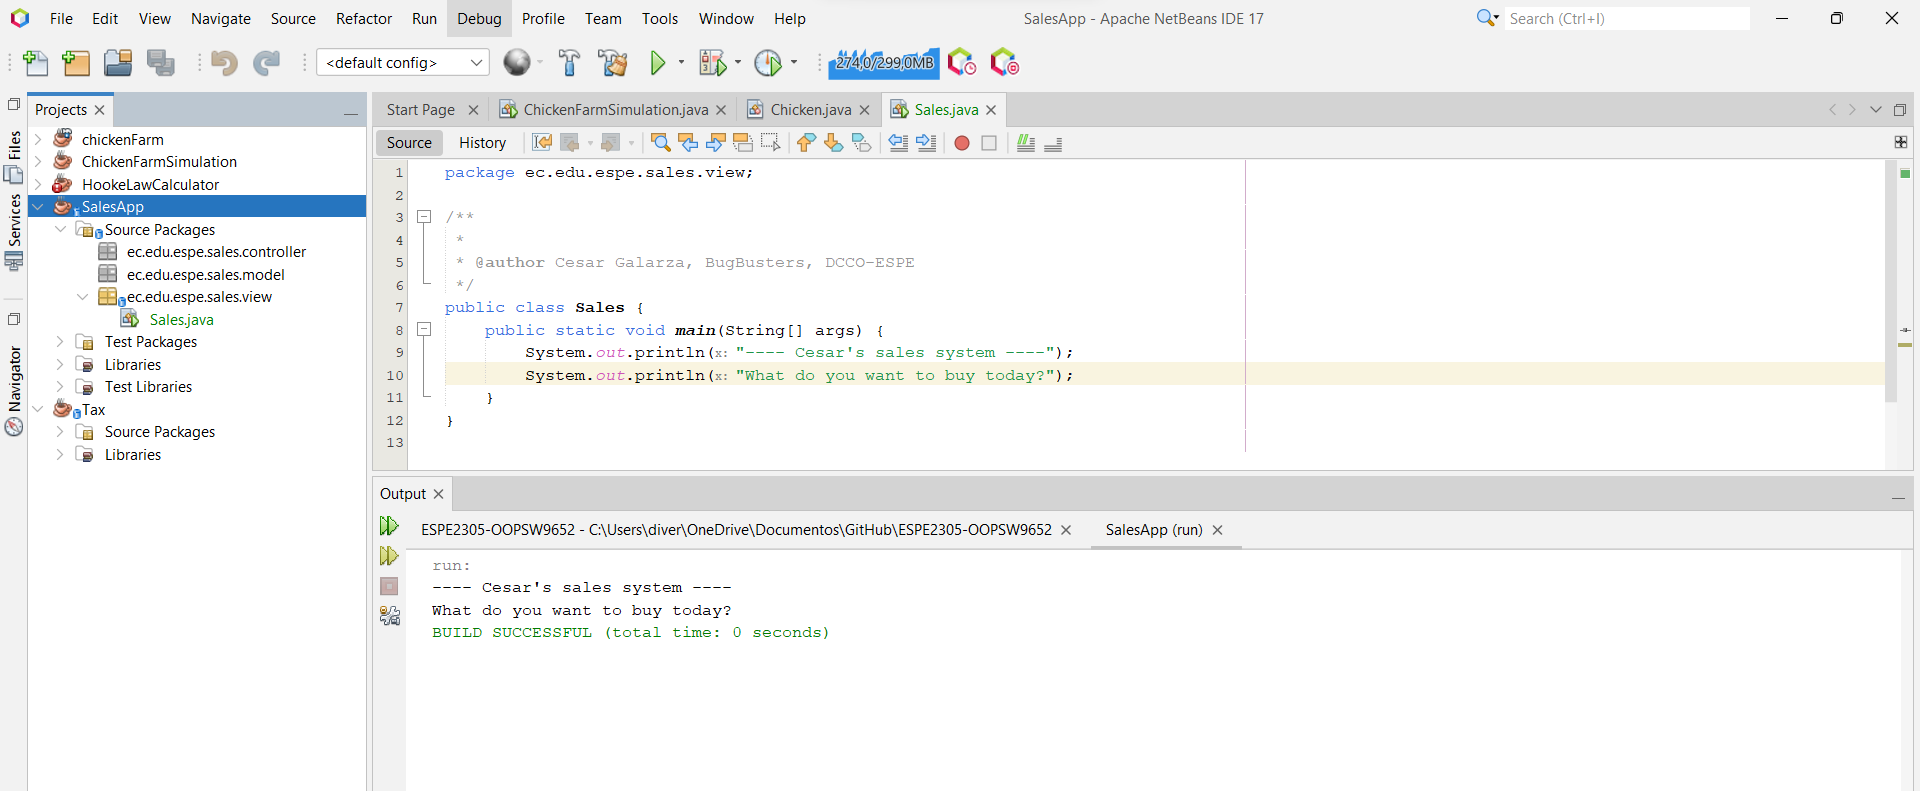 File Edit View Navigate Source Refactor Run Debug Profile Team Tools Window Help SalesApp - Apache NetBeans IDE 17 Search (Ctrl+I)
<default config> 274,0/299,0MB
Files
Services
Navigator
Projects
chickenFarm
ChickenFarmSimulation
HookeLawCalculator
SalesApp
Source Packages
ec.edu.espe.sales.controller
ec.edu.espe.sales.model
ec.edu.espe.sales.view
Sales.java
Test Packages
Libraries
Test Libraries
Tax
Source Packages
Libraries
Start Page ChickenFarmSimulation.java Chicken.java Sales.java
Source History
1 package ec.edu.espe.sales.view;
2
3 /**
4 *
5 * @author Cesar Galarza, BugBusters, DCCO-ESPE
6 */
7 public class Sales {
8 public static void main(String[] args) {
9 System.out.println(x: "---- Cesar's sales system ----");
10 System.out.println(x: "What do you want to buy today?");
11 }
12 }
13
Output
ESPE2305-OOPSW9652 - C:\Users\diver\OneDrive\Documentos\GitHub\ESPE2305-OOPSW9652 SalesApp (run)
run:
---- Cesar's sales system ----
What do you want to buy today?
BUILD SUCCESSFUL (total time: 0 seconds)